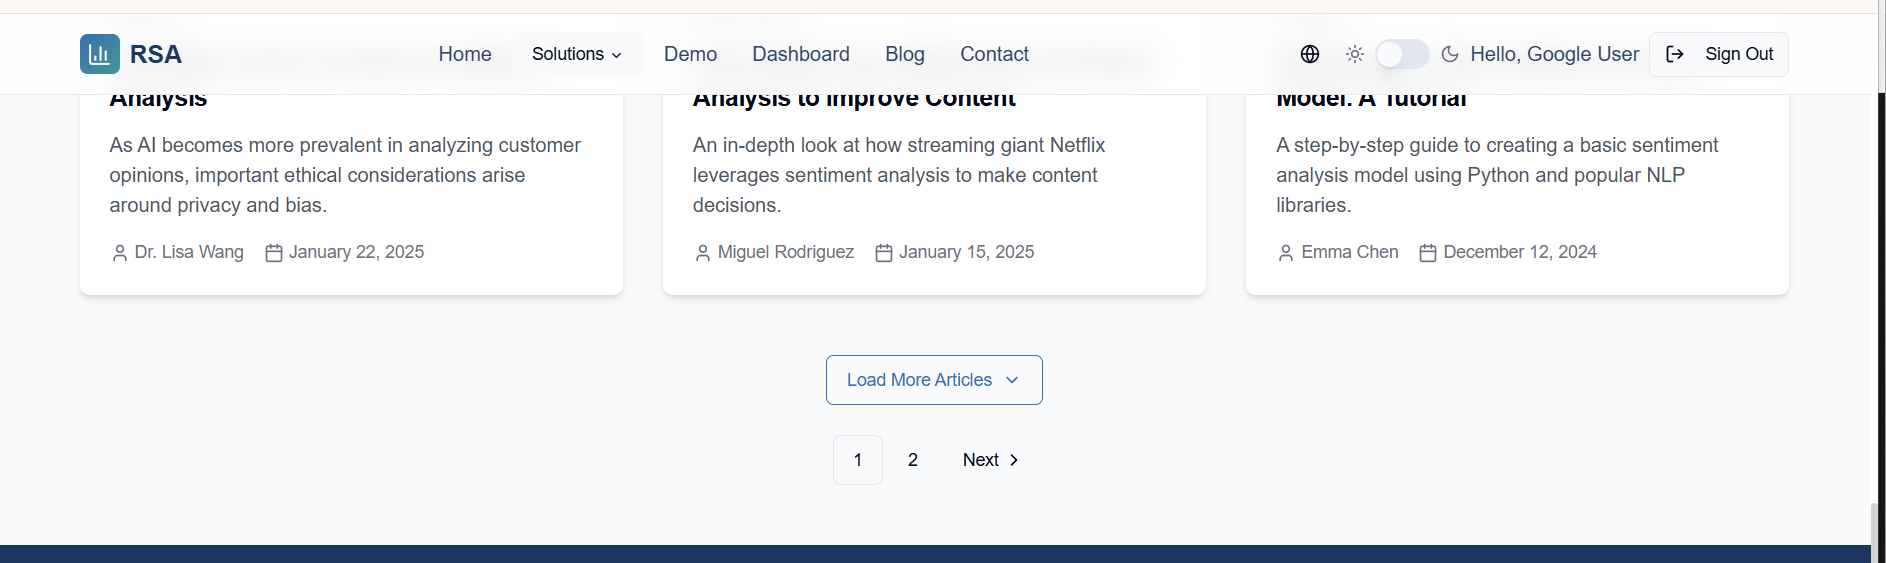 RSA
Home
Solutions
Demo
Dashboard
Blog
Contact
Hello, Google User
Sign Out
Analysis
As AI becomes more prevalent in analyzing customer
opinions, important ethical considerations arise
around privacy and bias.
Dr. Lisa Wang
January 22, 2025
Analysis to Improve Content
An in-depth look at how streaming giant Netflix
leverages sentiment analysis to make content
decisions.
Miguel Rodriguez
January 15, 2025
Model: A Tutorial
A step-by-step guide to creating a basic sentiment
analysis model using Python and popular NLP
libraries.
Emma Chen
December 12, 2024
Load More Articles
1
2
Next